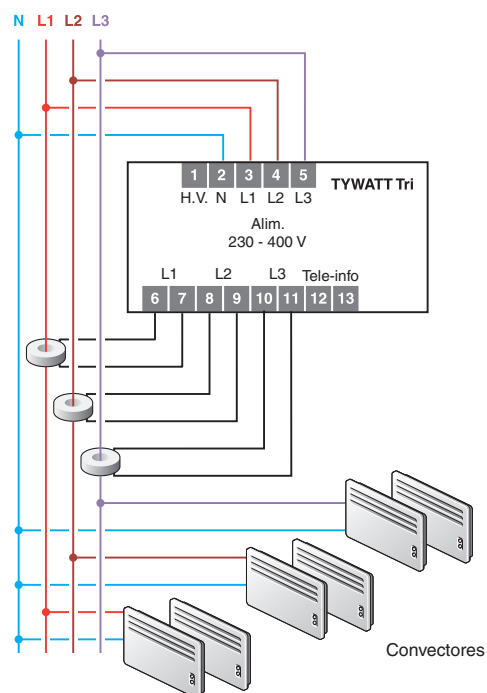 N L1 L2 L3
1 2 3 4 5
TYWATT Tri
H.V. N L1 L2 L3
Alim.
230 - 400 V
L1 L2 L3 Tele-info
6 7 8 9 10 11 12 13
Convectores